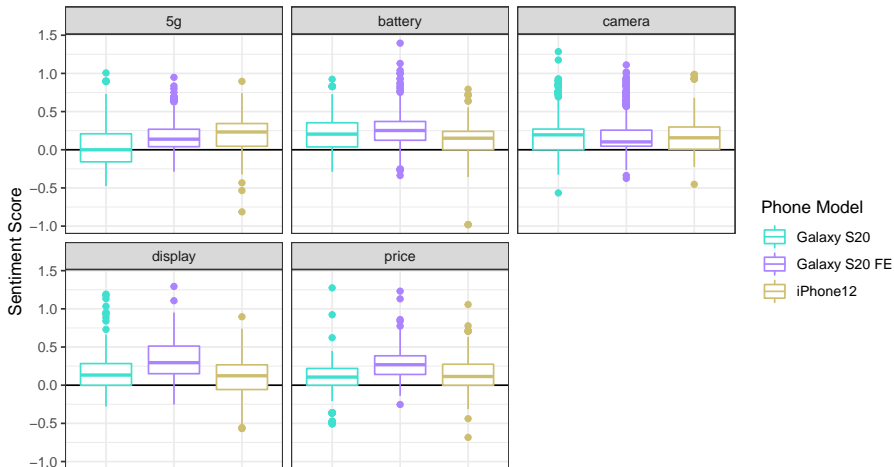 5g battery camera
1.5
1.0
0.5
0.0
−0.5
−1.0
display price
1.5
1.0
0.5
0.0
−0.5
−1.0
Sentiment Score
Phone Model
Galaxy S20
Galaxy S20 FE
iPhone12